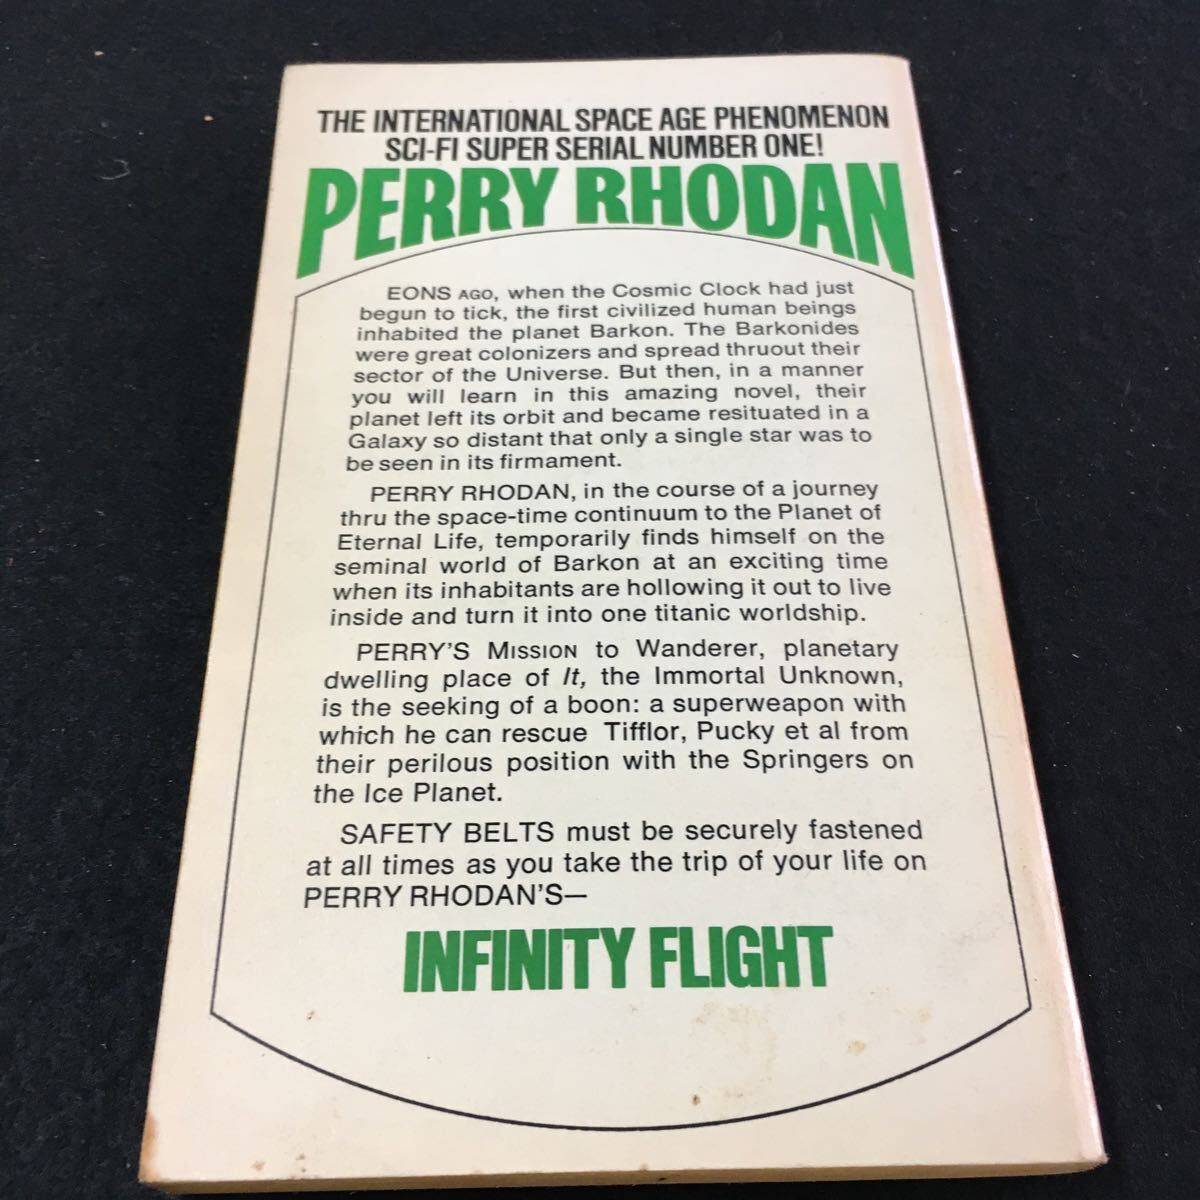 THE INTERNATIONAL SPACE AGE PHENOMENON
SCI-FI SUPER SERIAL NUMBER ONE!
PERRY RHODAN
EONS AGO, when the Cosmic Clock had just
begun to tick, the first civilized human beings
inhabited the planet Barkon. The Barkonides
were great colonizers and spread thruout their
sector of the Universe. But then, in a manner
you will learn in this amazing novel, their
planet left its orbit and became resituated in a
Galaxy so distant that only a single star was to
be seen in its firmament.
PERRY RHODAN, in the course of a journey
thru the space-time continuum to the Planet of
Eternal Life, temporarily finds himself on the
seminal world of Barkon at an exciting time
when its inhabitants are hollowing it out to live
inside and turn it into one titanic worldship.
PERRY'S MISSION to Wanderer, planetary
dwelling place of It, the Immortal Unknown,
is the seeking of a boon: a superweapon with
which he can rescue Tifflor, Pucky et al from
their perilous position with the Springers on
the Ice Planet.
SAFETY BELTS must be securely fastened
at all times as you take the trip of your life on
PERRY RHODAN'S—
INFINITY FLIGHT